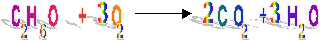 C₂H₆O + 3O₂ → 2CO₂ + 3H₂O